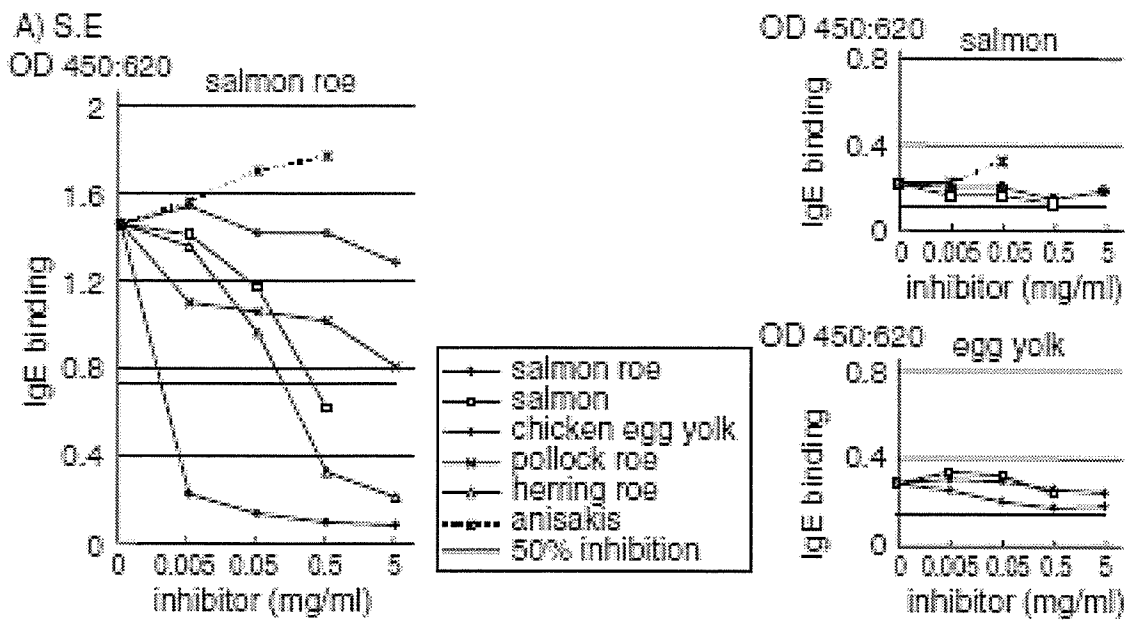 A) S.E
OD 450:620
salmon roe
2
1.6
1.2
0.8
0.4
0
IgE binding
0 0.005 0.05 0.5 5
inhibitor (mg/ml)
salmon roe
salmon
chicken egg yolk
pollock roe
herring roe
anisakis
50% inhibition
OD 450:620
salmon
0.8
0.4
0
IgE binding
0 0.005 0.05 0.5 5
inhibitor (mg/ml)
OD 450:620
egg yolk
0.8
0.4
0
IgE binding
0 0.005 0.05 0.5 5
inhibitor (mg/ml)